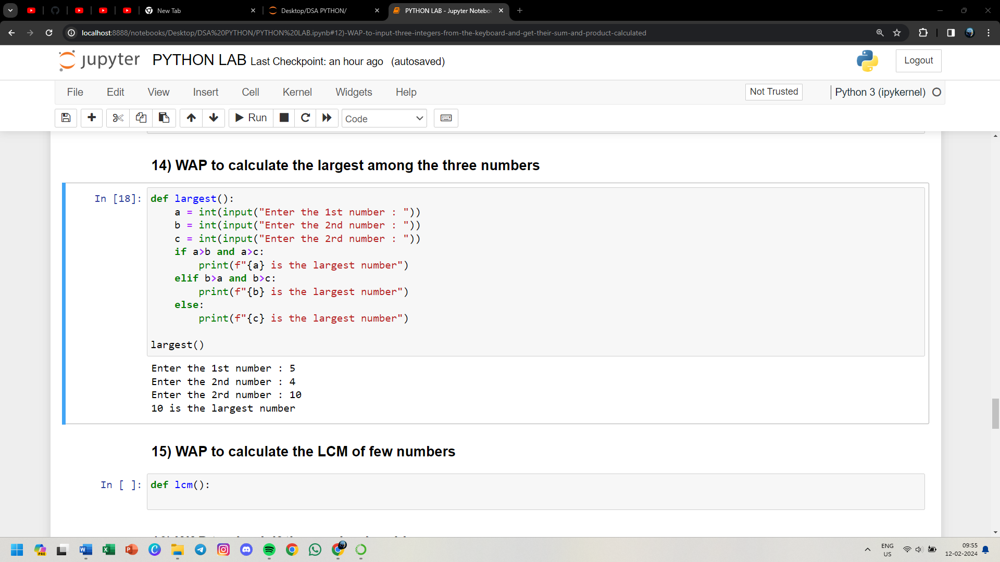 New Tab
Desktop/DSA PYTHON/
PYTHON LAB - Jupyter Notebo
localhost:8888/notebooks/Desktop/DSA%20PYTHON/PYTHON%20LAB.ipynb#12)-WAP-to-input-three-integers-from-the-keyboard-and-get-their-sum-and-product-calculated
jupyter PYTHON LAB Last Checkpoint: an hour ago (autosaved)
Logout
File Edit View Insert Cell Kernel Widgets Help
Not Trusted
Python 3 (ipykernel)
Run
Code
14) WAP to calculate the largest among the three numbers
In [18]:
def largest():
    a = int(input("Enter the 1st number : "))
    b = int(input("Enter the 2nd number : "))
    c = int(input("Enter the 2rd number : "))
    if a>b and a>c:
        print(f"{a} is the largest number")
    elif b>a and b>c:
        print(f"{b} is the largest number")
    else:
        print(f"{c} is the largest number")
largest()
Enter the 1st number : 5
Enter the 2nd number : 4
Enter the 2rd number : 10
10 is the largest number
15) WAP to calculate the LCM of few numbers
In [ ]:
def lcm():
PRE
ENG
US
09:55
12-02-2024